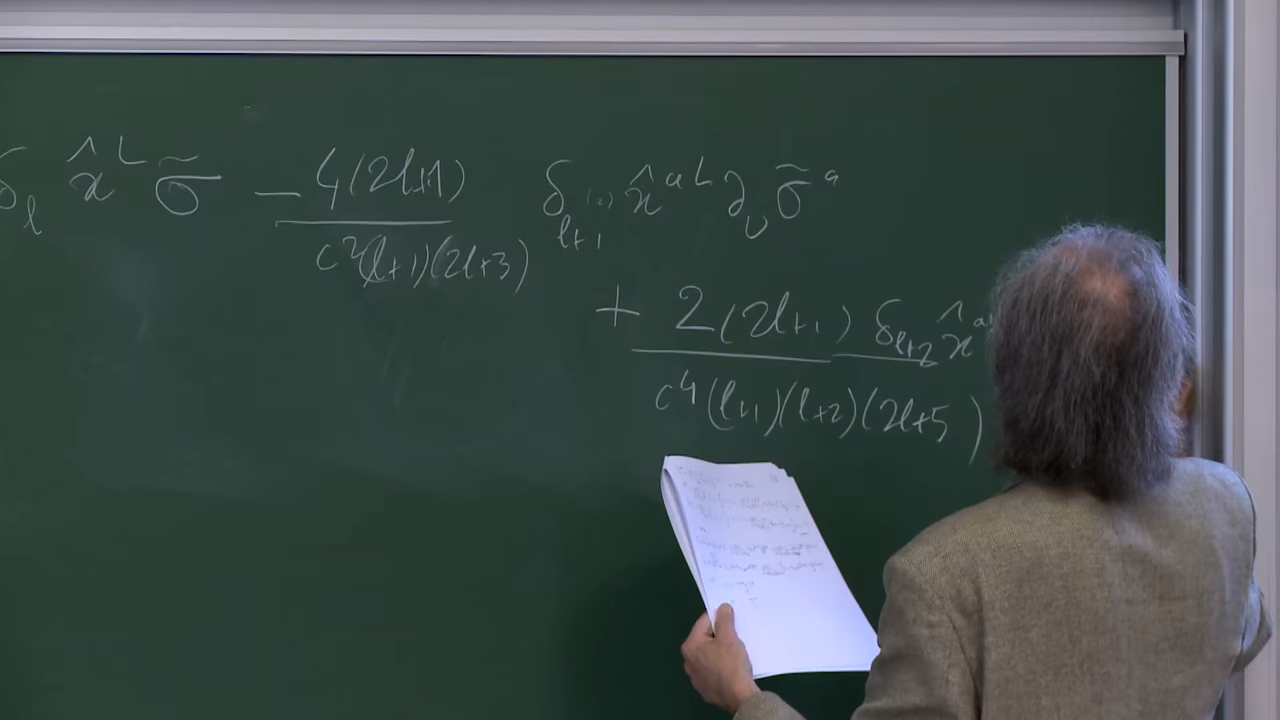 δ_l x̂^L σ̃ − 4(2l+1) / c²(l+1)(2l+3) δ_{l+1} x̂^{aL} ∂_U σ̃^a
+ 2(2l+1) / c⁴(l+1)(l+2)(2l+5) δ_{l+2} x̂^a